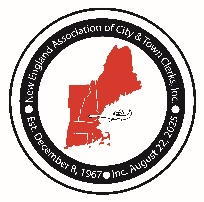 New England Association of City & Town Clerks, Inc.
Est. December 8, 1967
Inc. August 22, 2025